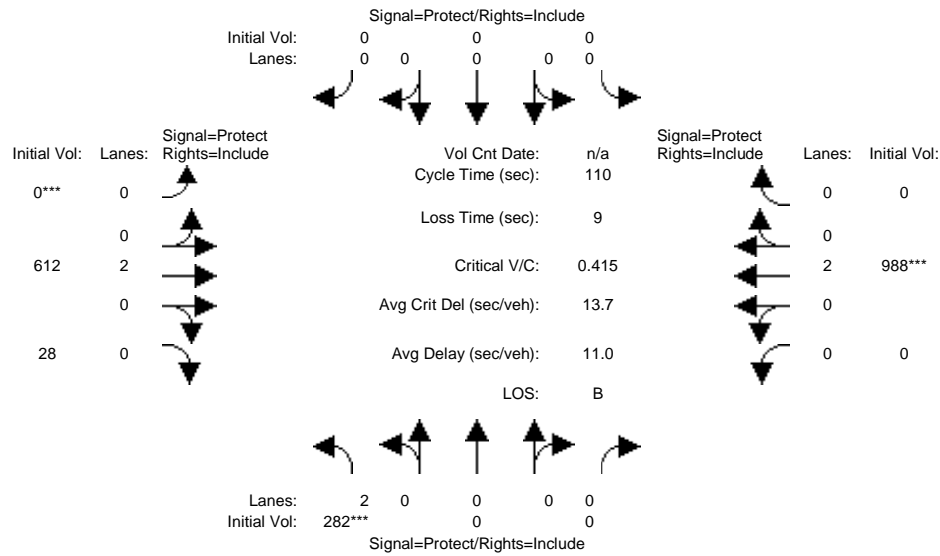 Signal=Protect/Rights=Include
Initial Vol: 0 0 0
Lanes: 0 0 0 0 0
Signal=Protect
Initial Vol: Lanes: Rights=Include
Vol Cnt Date: n/a
Signal=Protect
Rights=Include Lanes: Initial Vol:
Cycle Time (sec): 110
0*** 0
0 0
Loss Time (sec): 9
0
0
612 2
Critical V/C: 0.415
2 988***
0
Avg Crit Del (sec/veh): 13.7
0
28 0
Avg Delay (sec/veh): 11.0
0 0
LOS: B
Lanes: 2 0 0 0 0
Initial Vol: 282*** 0 0
Signal=Protect/Rights=Include